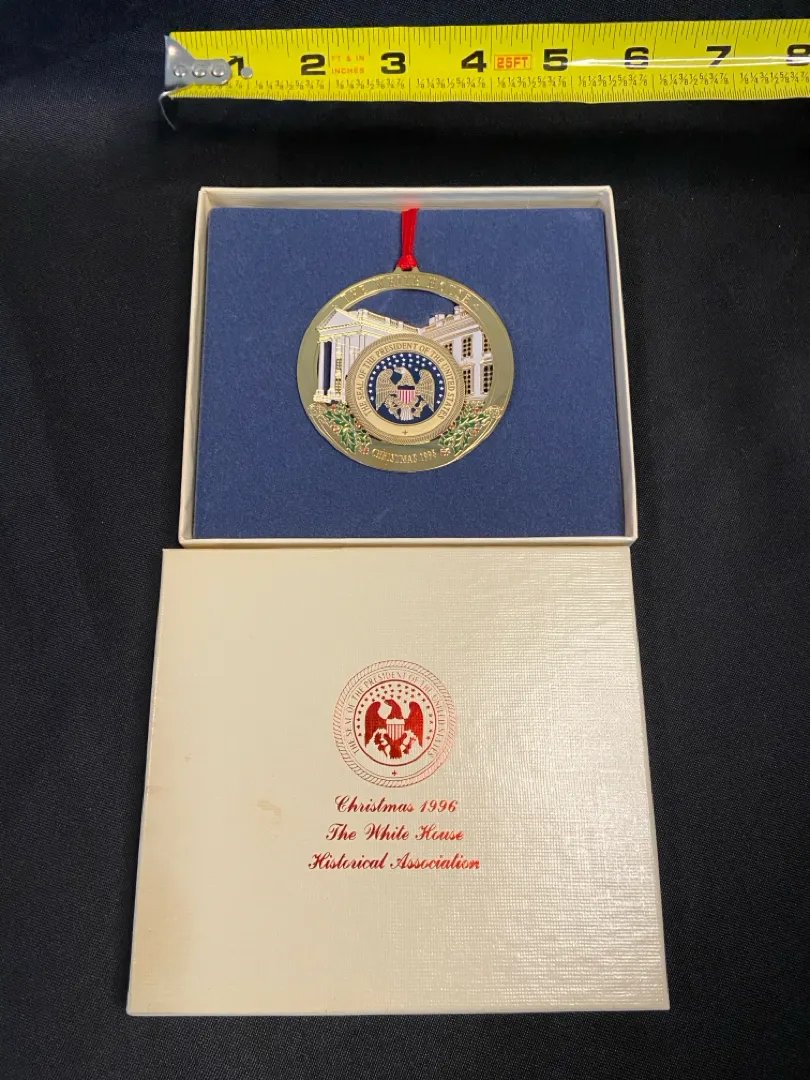 1 2 FT & IN INCHES 3 4 25FT 5 6 7 8
THE WHITE HOUSE
THE SEAL OF THE PRESIDENT OF THE UNITED STATES
CHRISTMAS 1996
THE SEAL OF THE PRESIDENT OF THE UNITED STATES
Christmas 1996
The White House
Historical Association